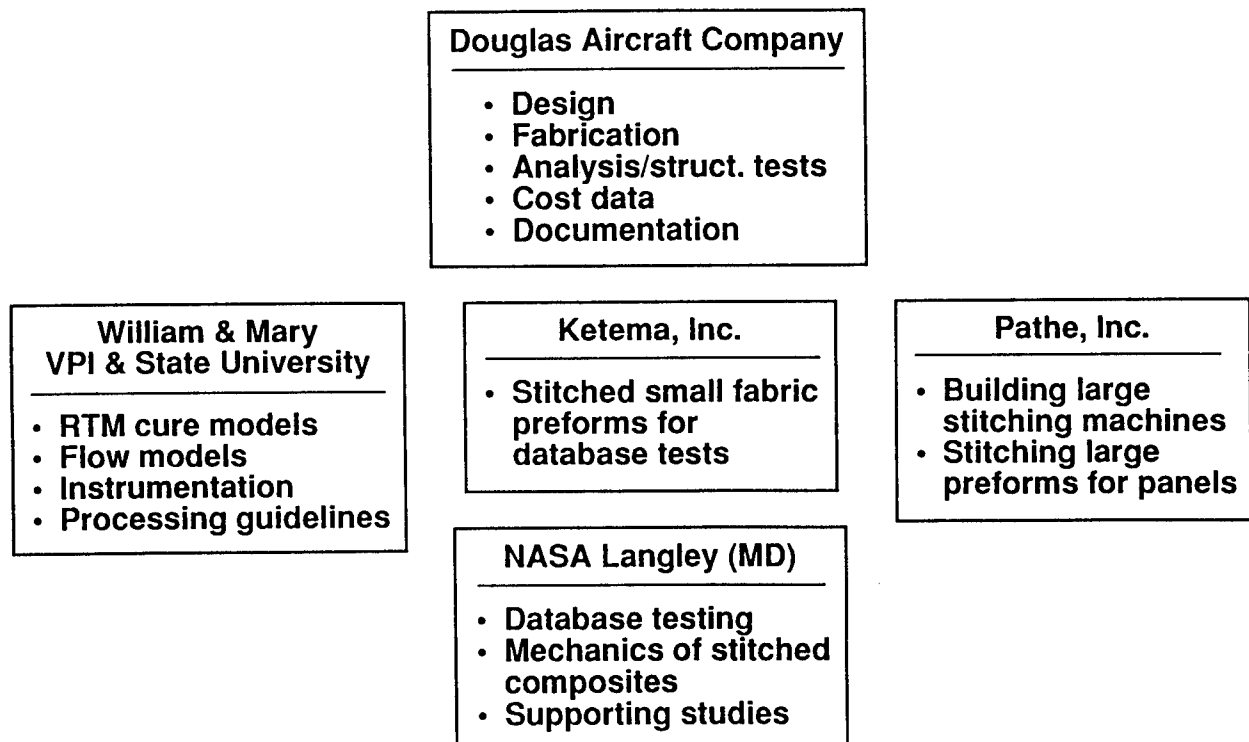 Douglas Aircraft Company
• Design
• Fabrication
• Analysis/struct. tests
• Cost data
• Documentation
William & Mary
VPI & State University
• RTM cure models
• Flow models
• Instrumentation
• Processing guidelines
Ketema, Inc.
• Stitched small fabric
preforms for
database tests
Pathe, Inc.
• Building large
stitching machines
• Stitching large
preforms for panels
NASA Langley (MD)
• Database testing
• Mechanics of stitched
composites
• Supporting studies